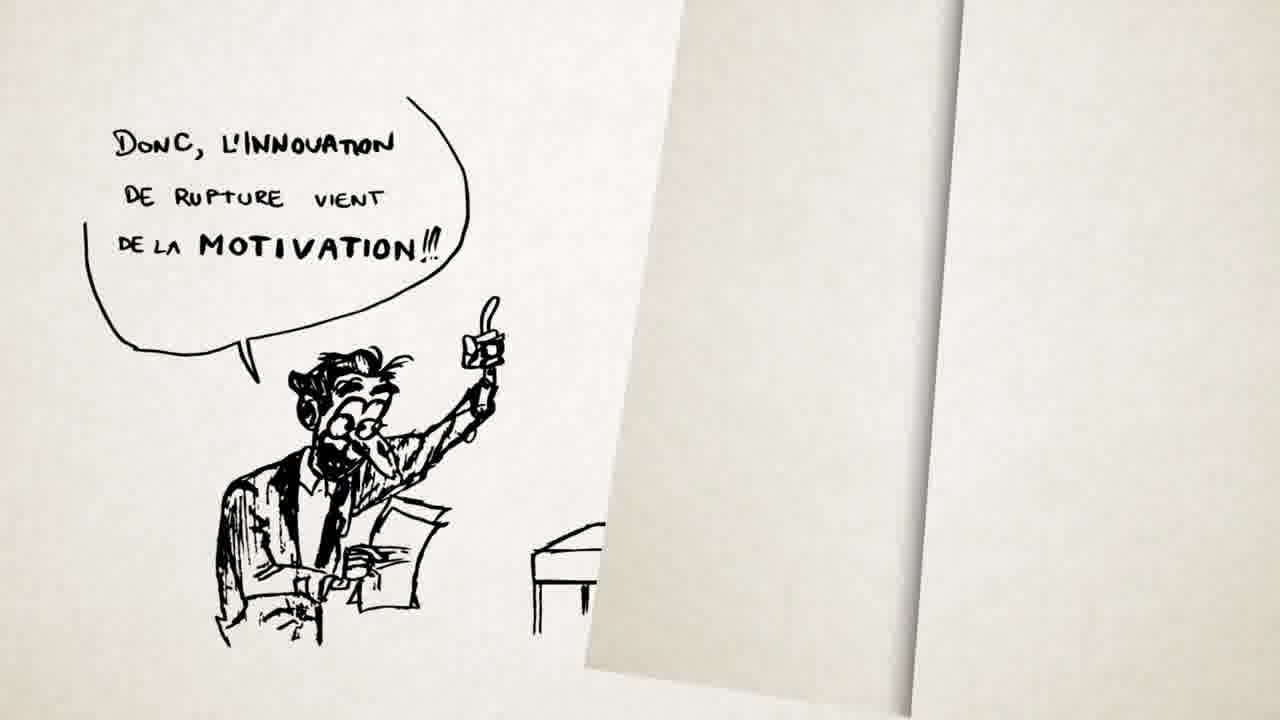 DONC, L'INNOVATION
DE RUPTURE VIENT
DE LA MOTIVATION!!!